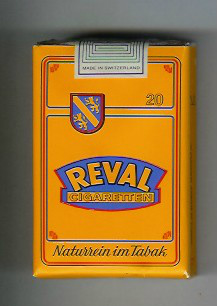 MADE IN SWITZERLAND
20
REVAL
CIGARETTEN
Naturrein im Tabak